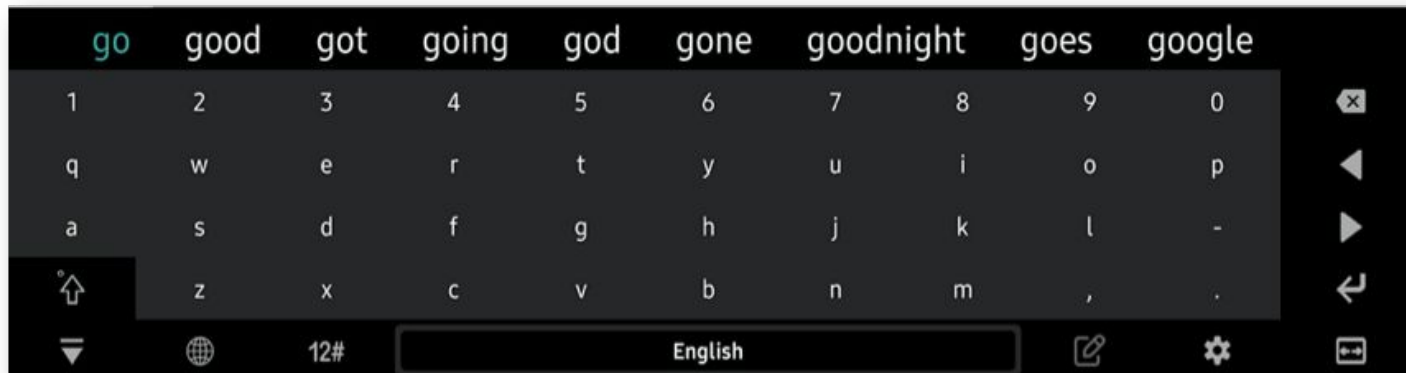 go good got going god gone goodnight goes google
1 2 3 4 5 6 7 8 9 0
q w e r t y u i o p
a s d f g h j k l -
z x c v b n m , .
12# English